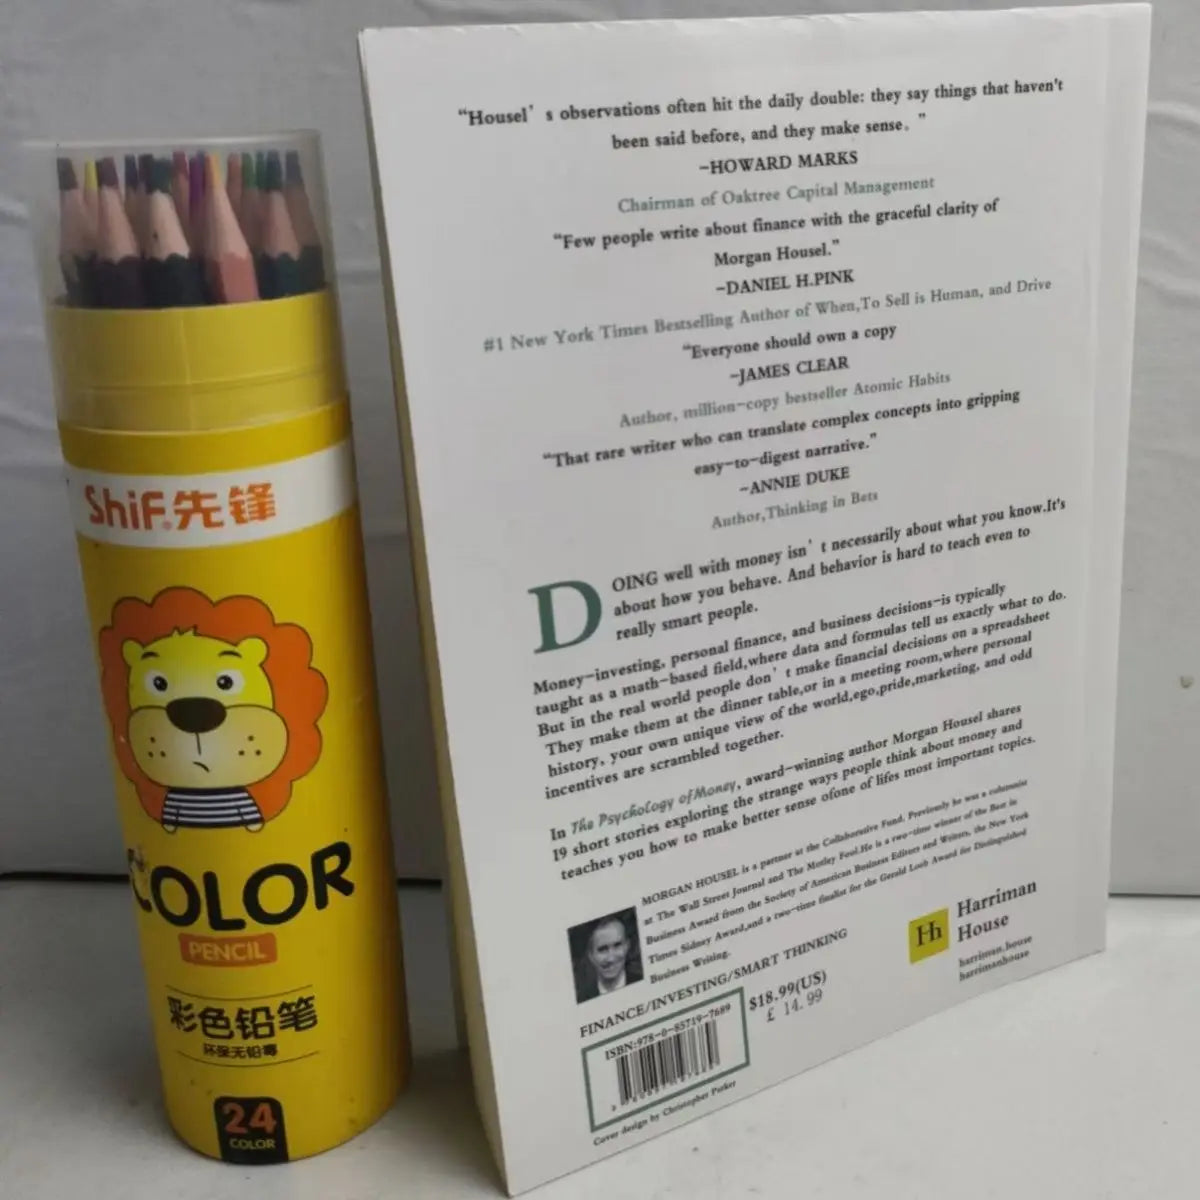 Shif.先锋
COLOR
PENCIL
彩色铅笔
环保无铅毒
24
COLOR
“Housel’ s observations often hit the daily double: they say things that haven't
been said before, and they make sense。”
-HOWARD MARKS
Chairman of Oaktree Capital Management
“Few people write about finance with the graceful clarity of
Morgan Housel.”
-DANIEL H.PINK
#1 New York Times Bestselling Author of When,To Sell is Human, and Drive
“Everyone should own a copy
-JAMES CLEAR
Author, million-copy bestseller Atomic Habits
“That rare writer who can translate complex concepts into gripping
easy-to-digest narrative.”
-ANNIE DUKE
Author,Thinking in Bets
DOING well with money isn’ t necessarily about what you know.It's
about how you behave. And behavior is hard to teach even to
really smart people.
Money-investing, personal finance, and business decisions-is typically
taught as a math-based field,where data and formulas tell us exactly what to do.
But in the real world people don’ t make financial decisions on a spreadsheet
They make them at the dinner table,or in a meeting room,where personal
history, your own unique view of the world,ego,pride,marketing, and odd
incentives are scrambled together.
In The Psychology of Money, award-winning author Morgan Housel shares
19 short stories exploring the strange ways people think about money and
teaches you how to make better sense ofone of lifes most important topics.
MORGAN HOUSEL is a partner at the Collaborative Fund. Previously he was a columnist
at The Wall Street Journal and The Motley Fool.He is a two-time winner of the Best in
Business Award from the Society of American Business Editors and Writers, the New York
Times Sidney Award,and a two-time finalist for the Gerald Loeb Award for Distinguished
Business Writing.
FINANCE/INVESTING/SMART THINKING
Hh
Harriman
House
harriman.house
harrimanhouse
$18.99(US)
£ 14.99
ISBN:978-0-85719-7689
Cover design by Christopher Parker